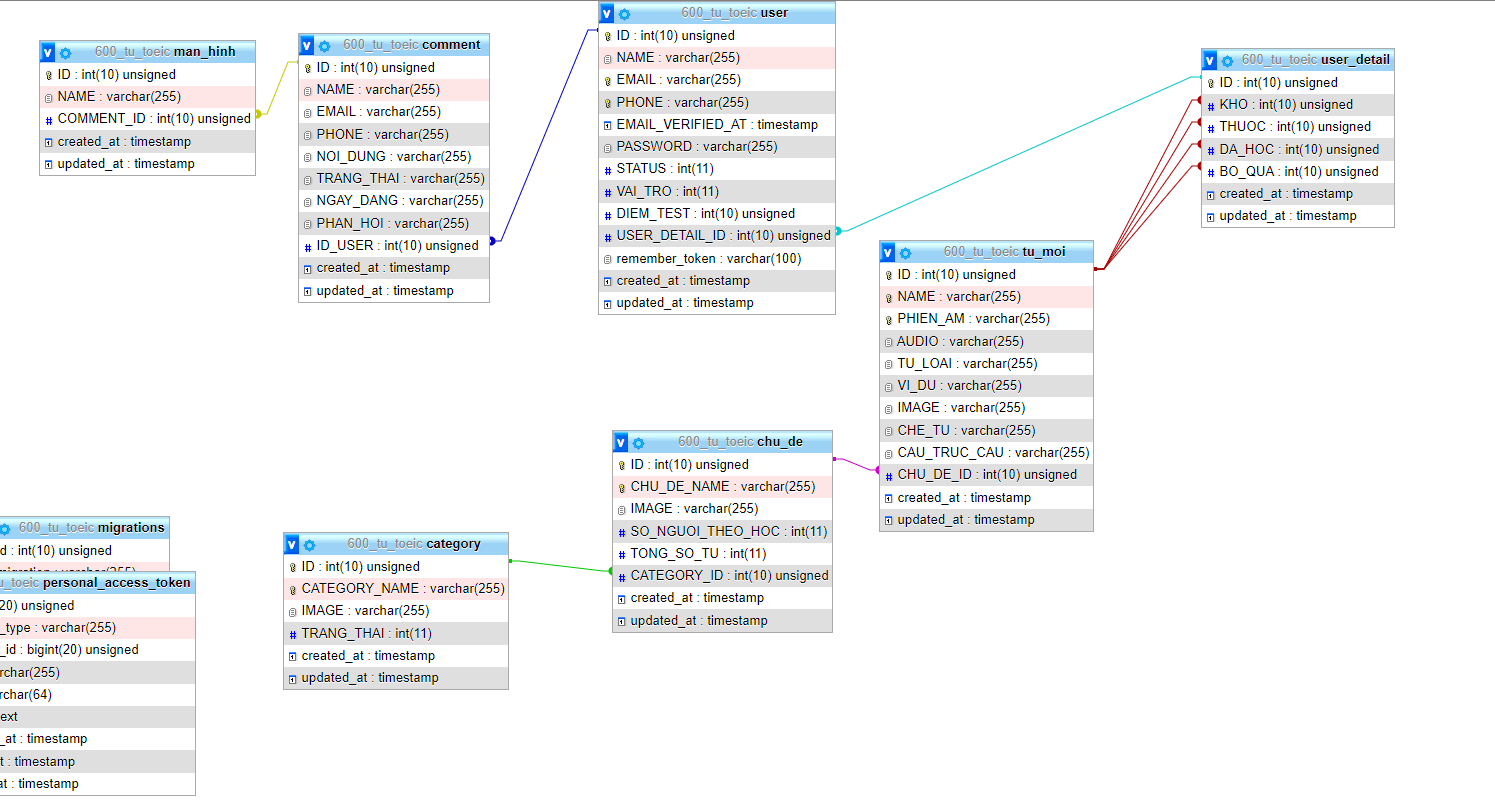 600_tu_toeic man_hinh
ID : int(10) unsigned
NAME : varchar(255)
COMMENT_ID : int(10) unsigned
created_at : timestamp
updated_at : timestamp
600_tu_toeic comment
ID : int(10) unsigned
NAME : varchar(255)
EMAIL : varchar(255)
PHONE : varchar(255)
NOI_DUNG : varchar(255)
TRANG_THAI : varchar(255)
NGAY_DANG : varchar(255)
PHAN_HOI : varchar(255)
ID_USER : int(10) unsigned
created_at : timestamp
updated_at : timestamp
600_tu_toeic user
ID : int(10) unsigned
NAME : varchar(255)
EMAIL : varchar(255)
PHONE : varchar(255)
EMAIL_VERIFIED_AT : timestamp
PASSWORD : varchar(255)
STATUS : int(11)
VAI_TRO : int(11)
DIEM_TEST : int(10) unsigned
USER_DETAIL_ID : int(10) unsigned
remember_token : varchar(100)
created_at : timestamp
updated_at : timestamp
600_tu_toeic user_detail
ID : int(10) unsigned
KHO : int(10) unsigned
THUOC : int(10) unsigned
DA_HOC : int(10) unsigned
BO_QUA : int(10) unsigned
created_at : timestamp
updated_at : timestamp
600_tu_toeic tu_moi
ID : int(10) unsigned
NAME : varchar(255)
PHIEN_AM : varchar(255)
AUDIO : varchar(255)
TU_LOAI : varchar(255)
VI_DU : varchar(255)
IMAGE : varchar(255)
CHE_TU : varchar(255)
CAU_TRUC_CAU : varchar(255)
CHU_DE_ID : int(10) unsigned
created_at : timestamp
updated_at : timestamp
600_tu_toeic chu_de
ID : int(10) unsigned
CHU_DE_NAME : varchar(255)
IMAGE : varchar(255)
SO_NGUOI_THEO_HOC : int(11)
TONG_SO_TU : int(11)
CATEGORY_ID : int(10) unsigned
created_at : timestamp
updated_at : timestamp
600_tu_toeic category
ID : int(10) unsigned
CATEGORY_NAME : varchar(255)
IMAGE : varchar(255)
TRANG_THAI : int(11)
created_at : timestamp
updated_at : timestamp
600_tu_toeic migrations
d : int(10) unsigned
u_toeic personal_access_token
20) unsigned
_type : varchar(255)
_id : bigint(20) unsigned
rchar(255)
rchar(64)
ext
_at : timestamp
t : timestamp
at : timestamp